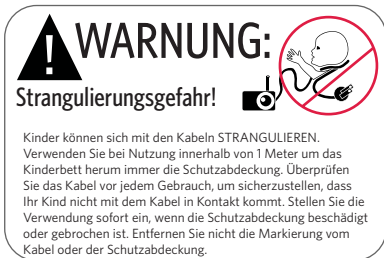 WARNUNG:
Strangulierungsgefahr!
Kinder können sich mit den Kabeln STRANGULIEREN.
Verwenden Sie bei Nutzung innerhalb von 1 Meter um das
Kinderbett herum immer die Schutzabdeckung. Überprüfen
Sie das Kabel vor jedem Gebrauch, um sicherzustellen, dass
Ihr Kind nicht mit dem Kabel in Kontakt kommt. Stellen Sie die
Verwendung sofort ein, wenn die Schutzabdeckung beschädigt
oder gebrochen ist. Entfernen Sie nicht die Markierung vom
Kabel oder der Schutzabdeckung.